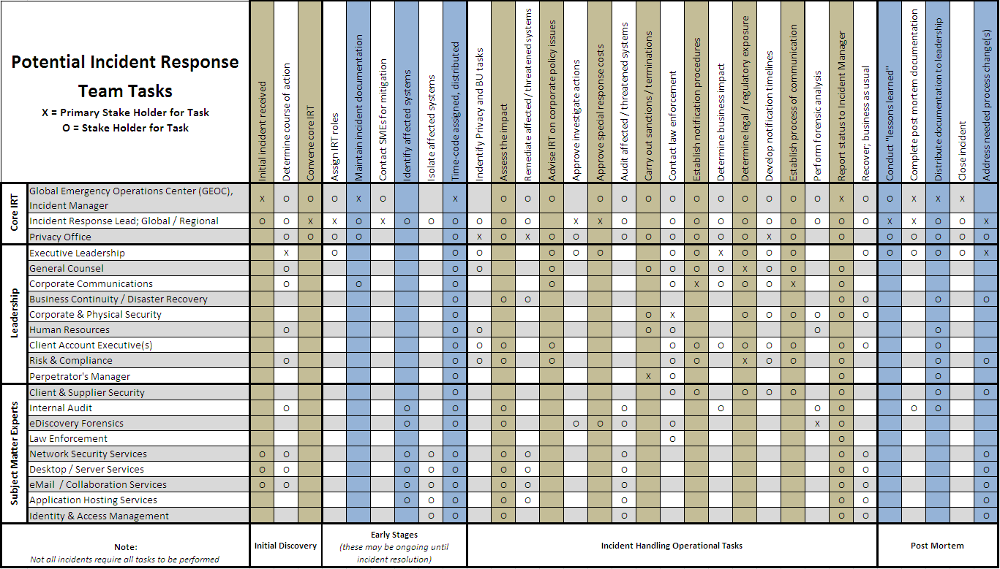 Potential Incident Response
Team Tasks
X = Primary Stake Holder for Task
O = Stake Holder for Task
Initial incident received
Determine course of action
Convene core IRT
Assign IRT roles
Maintain incident documentation
Contact SMEs for mitigation
Identify affected systems
Isolate affected systems
Time-code assigned, distributed
Indentify Privacy and BU tasks
Assess the impact
Remediate affected / threatened systems
Advise IRT on corporate policy issues
Approve investigate actions
Approve special response costs
Audit affected / threatened systems
Carry out sanctions / terminations
Contact law enforcement
Establish notification procedures
Determine business impact
Determine legal / regulatory exposure
Develop notification timelines
Establish process of communication
Perform forensic analysis
Report status to Incident Manager
Recover; business as usual
Conduct "lessons learned"
Complete post mortem documentation
Distribute documentation to leadership
Close incident
Address needed process change(s)
Core IRT
Global Emergency Operations Center (GEOC),
Incident Manager X O O O X O X O O O O O O O O O O O O O X O O X X X
Incident Response Lead; Global / Regional O O X X O X O O O O O O X X O O O O O O O O O O X X O O X
Privacy Office O O O O O X O X O O O O O O O O X O O O O O O O
Leadership
Executive Leadership X O O O O O O O O X O O O O O O O O X
General Counsel O O O O O O O O X O O O
Corporate Communications O O O O O X O O O X O
Business Continuity / Disaster Recovery O O O O O O O
Corporate & Physical Security O O X O O O O O O
Human Resources O O O O O O O
Client Account Executive(s) O O O O O O O O O O O O O
Risk & Compliance O O O O O O O X O O O O O
Perpetrator's Manager O X O O O
Subject Matter Experts
Client & Supplier Security O O O O O O O O O
Internal Audit O O O O O O O O O O
eDiscovery Forensics O O O O O O O X O
Law Enforcement O O
Network Security Services O O O O O O O O O O O
Desktop / Server Services O O O O O O O O O O O
eMail / Collaboration Services O O O O O O O O O O O
Application Hosting Services O O O O O O O O O
Identity & Access Management O O O O O O O
Note:
Not all incidents require all tasks to be performed
Initial Discovery
Early Stages
(these may be ongoing until
incident resolution)
Incident Handling Operational Tasks
Post Mortem